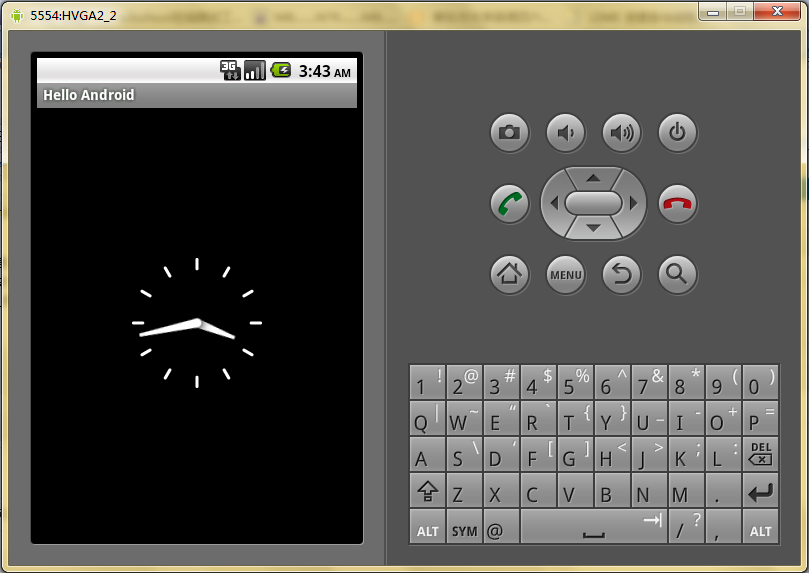 5554:HVGA2_2
3G
3:43 AM
Hello Android
MENU
1 ! 2 @ 3 # 4 $ 5 % 6 ^ 7 & 8 * 9 ( 0 )
Q | W ~ E “ R ` T { Y } U _ I - O + P =
A S \ D ‘ F [ G ] H < J > K ; L : DEL
Z X C V B N M .
ALT SYM @ / ? , ALT